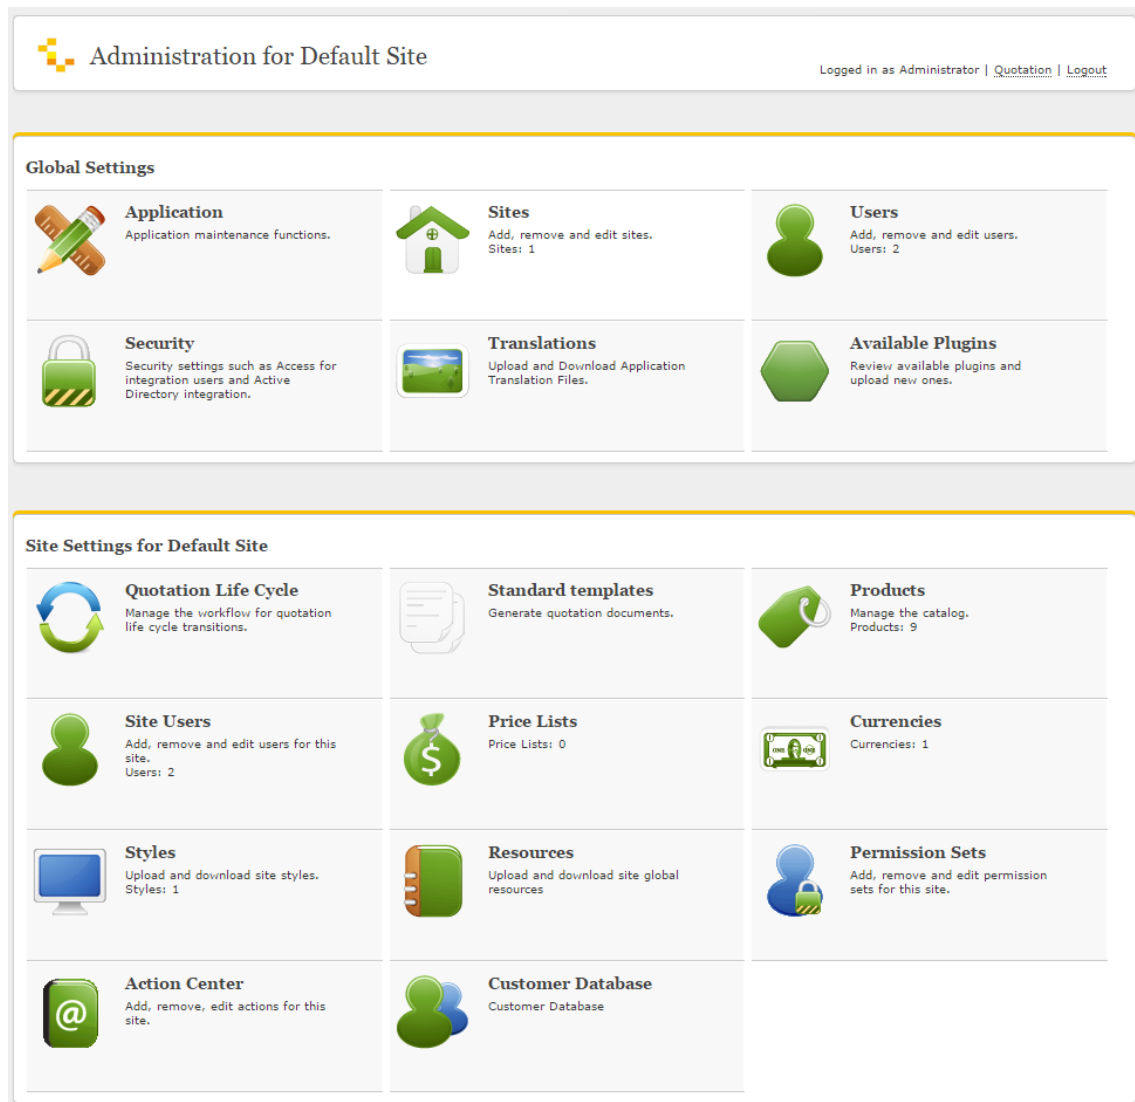 Administration for Default Site
Logged in as Administrator | Quotation | Logout
Global Settings
Application
Application maintenance functions.
Sites
Add, remove and edit sites.
Sites: 1
Users
Add, remove and edit users.
Users: 2
Security
Security settings such as Access for
integration users and Active
Directory integration.
Translations
Upload and Download Application
Translation Files.
Available Plugins
Review available plugins and
upload new ones.
Site Settings for Default Site
Quotation Life Cycle
Manage the workflow for quotation
life cycle transitions.
Standard templates
Generate quotation documents.
Products
Manage the catalog.
Products: 9
Site Users
Add, remove and edit users for this
site.
Users: 2
$
Price Lists
Price Lists: 0
Currencies
Currencies: 1
Styles
Upload and download site styles.
Styles: 1
Resources
Upload and download site global
resources
Permission Sets
Add, remove and edit permission
sets for this site.
@
Action Center
Add, remove, edit actions for this
site.
Customer Database
Customer Database